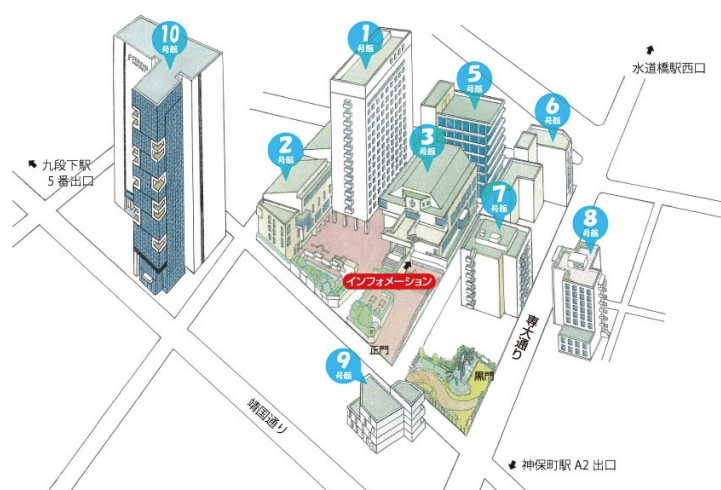 10
号館
1
号館
水道橋駅西口
5
号館
6
号館
2
号館
3
号館
九段下駅
5番出口
7
号館
8
号館
インフォメーション
専大通り
正門
9
号館
黒門
靖国通り
神保町駅 A2 出口